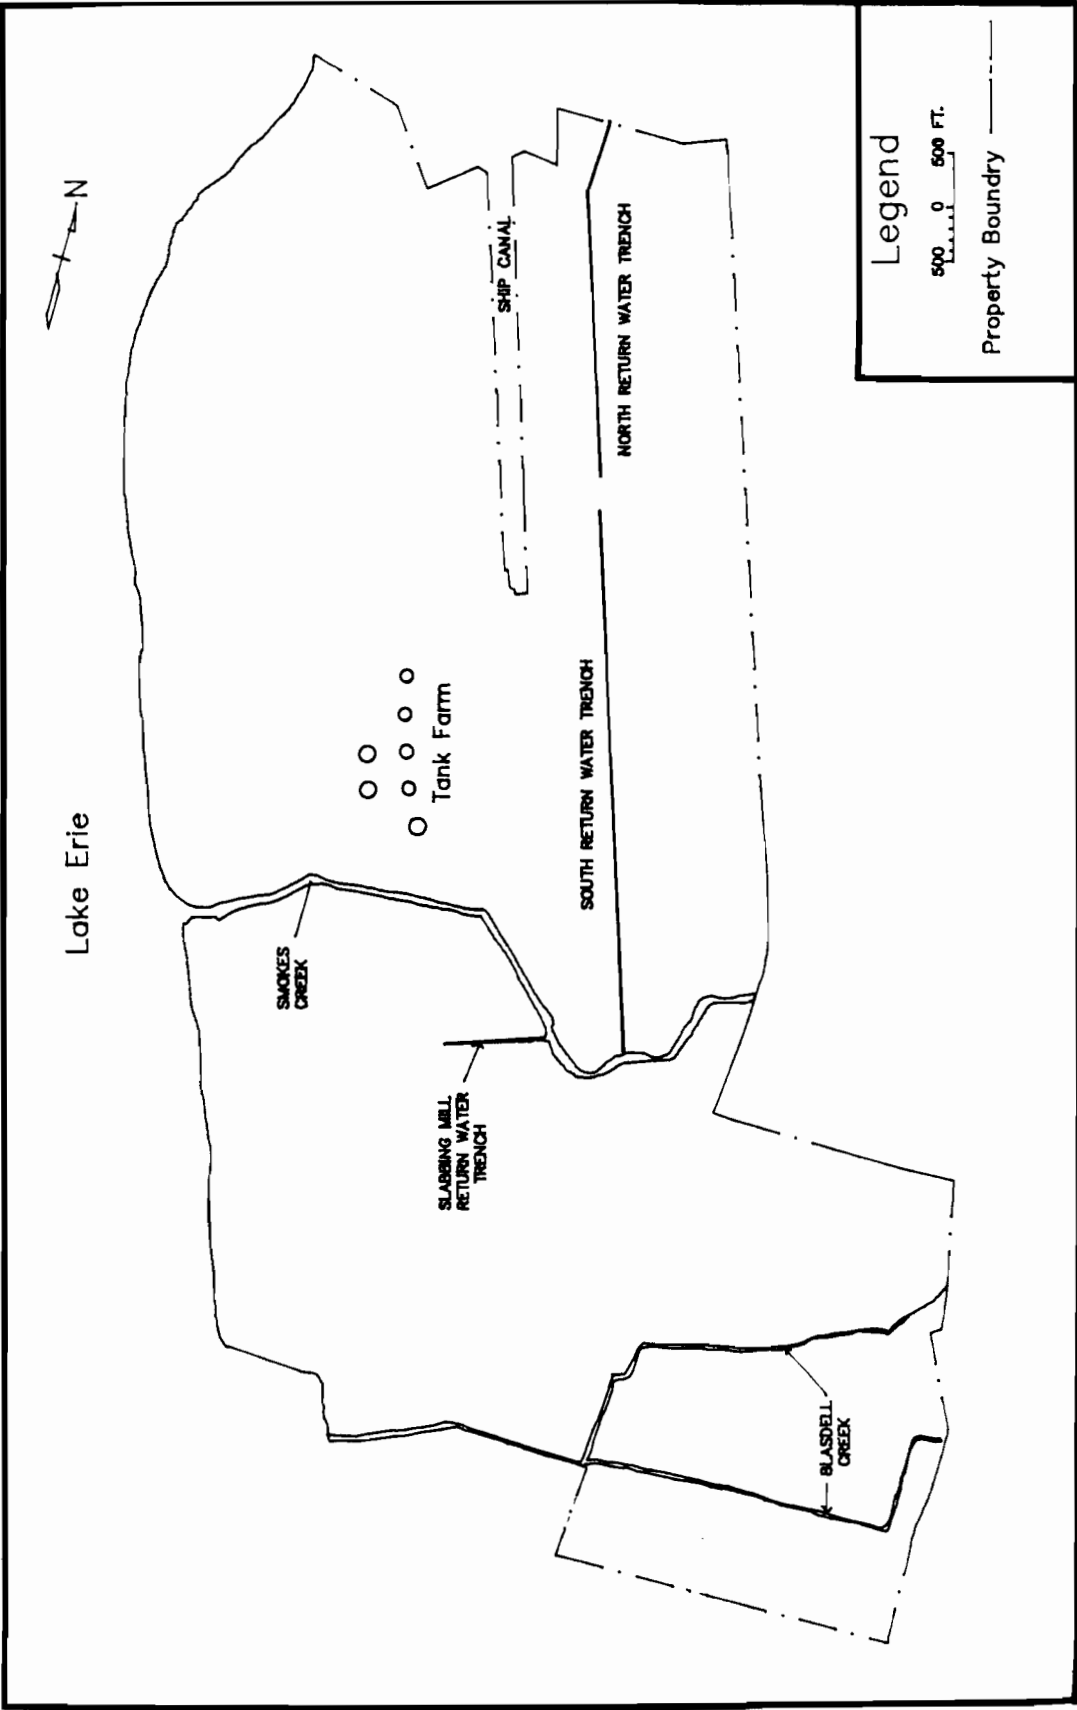 Lake Erie
N
SMOKES
CREEK
Tank Farm
SHIP CANAL
SLABBING MILL
RETURN WATER
TRENCH
SOUTH RETURN WATER TRENCH
NORTH RETURN WATER TRENCH
BLASDELL
CREEK
Legend
500 0 500 FT.
Property Boundry